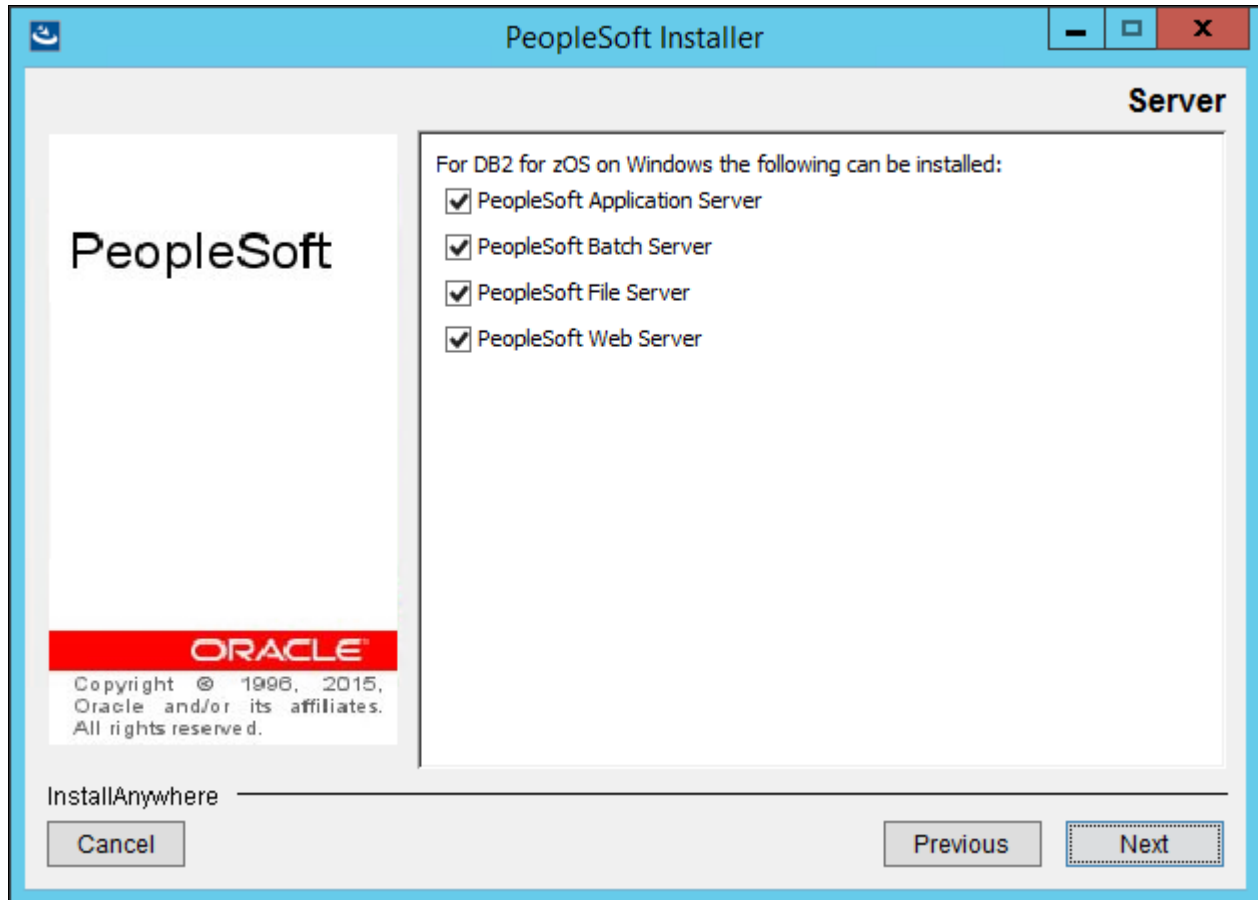 PeopleSoft Installer
Server
PeopleSoft
ORACLE
Copyright © 1996, 2015,
Oracle and/or its affiliates.
All rights reserved.
For DB2 for zOS on Windows the following can be installed:
PeopleSoft Application Server
PeopleSoft Batch Server
PeopleSoft File Server
PeopleSoft Web Server
InstallAnywhere
Cancel
Previous
Next